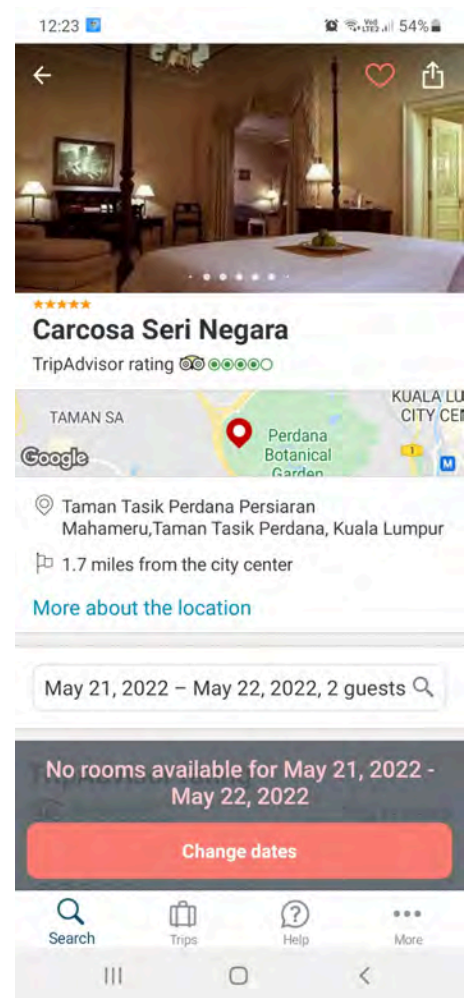 12:23
54%
Carcosa Seri Negara
TripAdvisor rating
TAMAN SA
KUALA LU
CITY CE
Perdana
Botanical
Garden
1
M
Google
Taman Tasik Perdana Persiaran
Mahameru,Taman Tasik Perdana, Kuala Lumpur
1.7 miles from the city center
More about the location
May 21, 2022 – May 22, 2022, 2 guests
No rooms available for May 21, 2022 -
May 22, 2022
Change dates
Search
Trips
Help
More